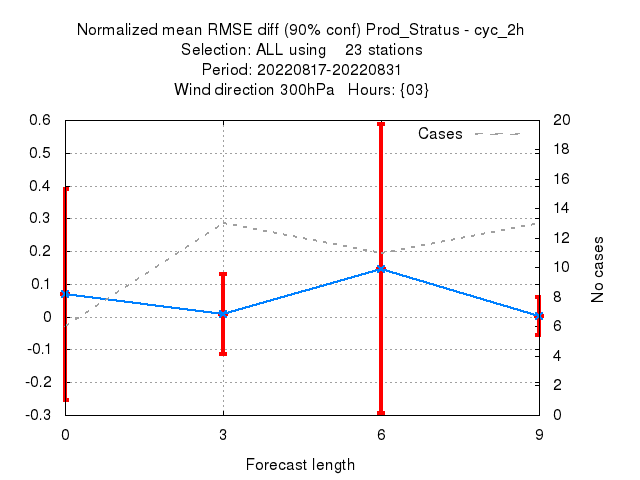 Normalized mean RMSE diff (90% conf) Prod_Stratus - cyc_2h
Selection: ALL using 23 stations
Period: 20220817-20220831
Wind direction 300hPa Hours: {03}
Cases
0.6
0.5
0.4
0.3
0.2
0.1
0
-0.1
-0.2
-0.3
20
18
16
14
12
10
8
6
4
2
0
No cases
0 3 6 9
Forecast length